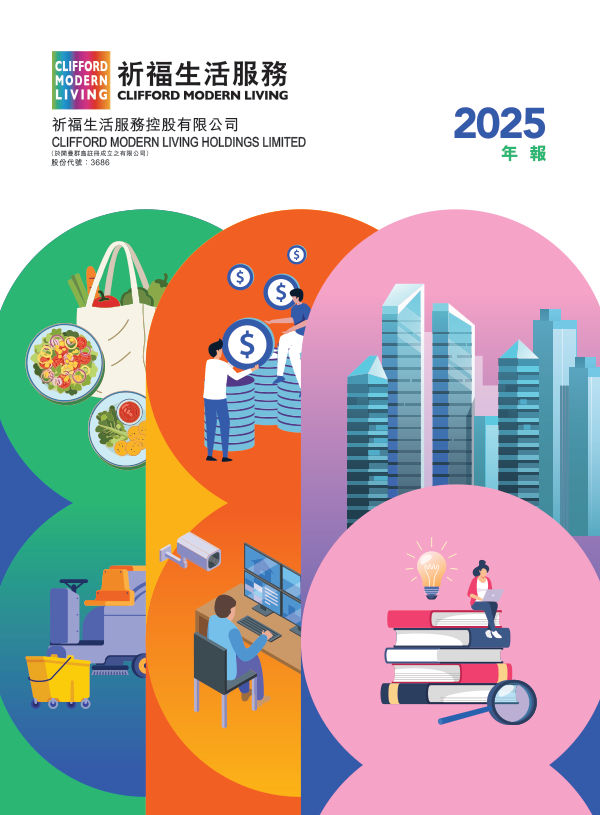 CLIFFORD
MODERN
LIVING
祈福生活服務
CLIFFORD MODERN LIVING
祈福生活服務控股有限公司
CLIFFORD MODERN LIVING HOLDINGS LIMITED
(於開曼群島註冊成立之有限公司)
股份代號：3686
2025
年報
$
$
$
$